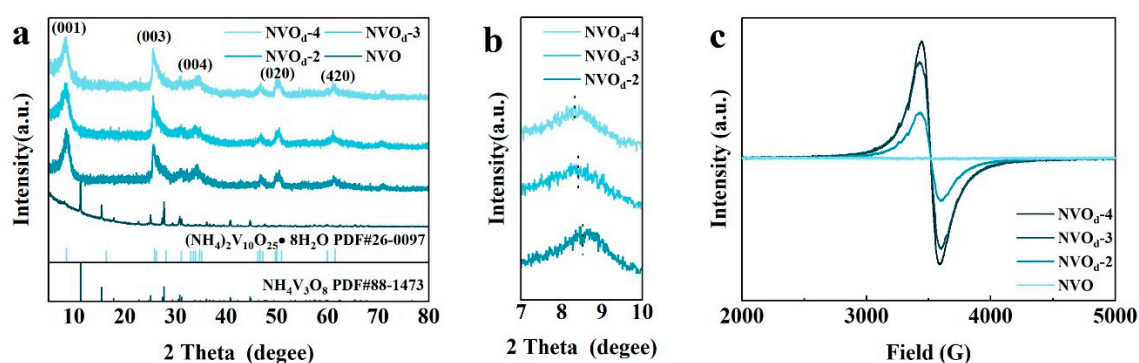 a
(001)
(003)
(004)
(020)
(420)
NVOd-4
NVOd-3
NVOd-2
NVO
(NH4)2V10O25● 8H2O PDF#26-0097
NH4V3O8 PDF#88-1473
Intensity(a.u.)
10 20 30 40 50 60 70 80
2 Theta (degee)
b
NVOd-4
NVOd-3
NVOd-2
Intensity(a.u.)
7 8 9 10
2 Theta (degee)
c
Intensity (a.u.)
NVOd-4
NVOd-3
NVOd-2
NVO
2000 3000 4000 5000
Field (G)